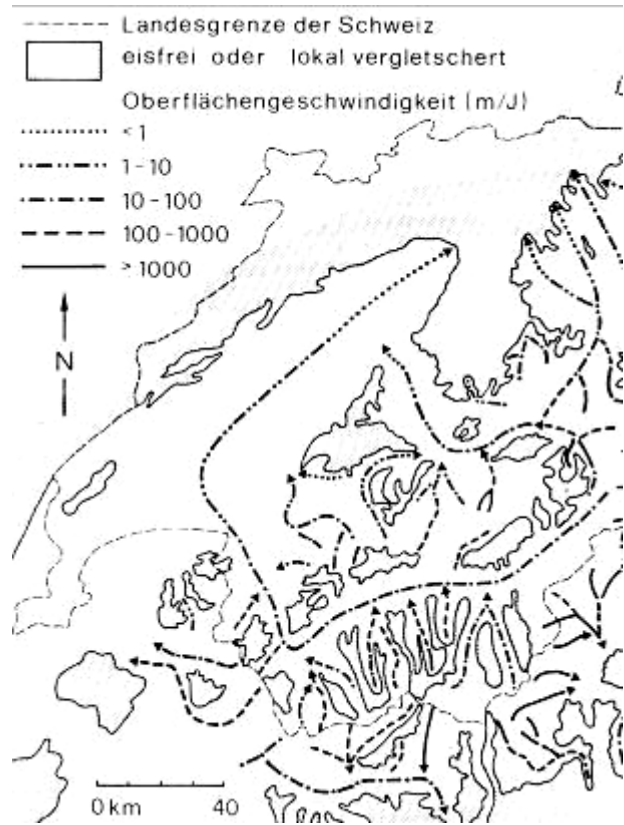 Landesgrenze der Schweiz
eisfrei oder lokal vergletschert
Oberflächengeschwindigkeit (m/J)
< 1
1-10
10-100
100-1000
≥ 1000
N
0 km 40